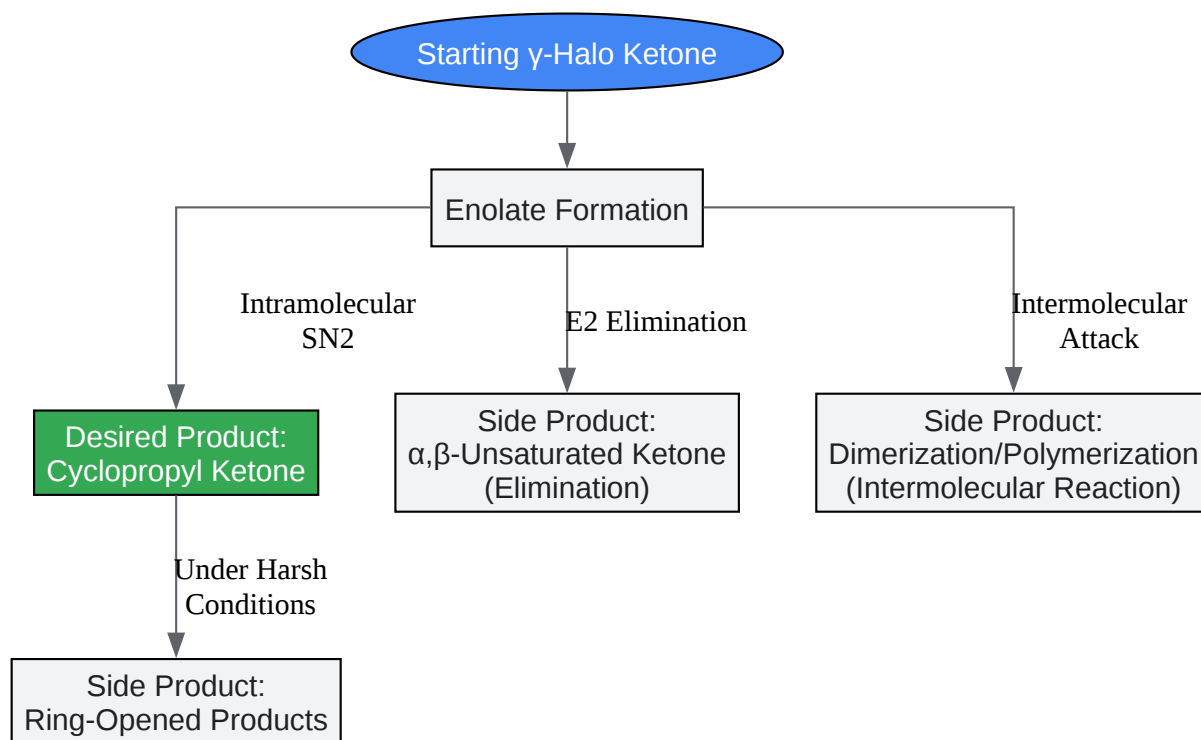 Starting γ-Halo Ketone
Enolate Formation
Intramolecular
SN2
E2 Elimination
Intermolecular
Attack
Desired Product:
Cyclopropyl Ketone
Side Product:
α,β-Unsaturated Ketone
(Elimination)
Side Product:
Dimerization/Polymerization
(Intermolecular Reaction)
Under Harsh
Conditions
Side Product:
Ring-Opened Products